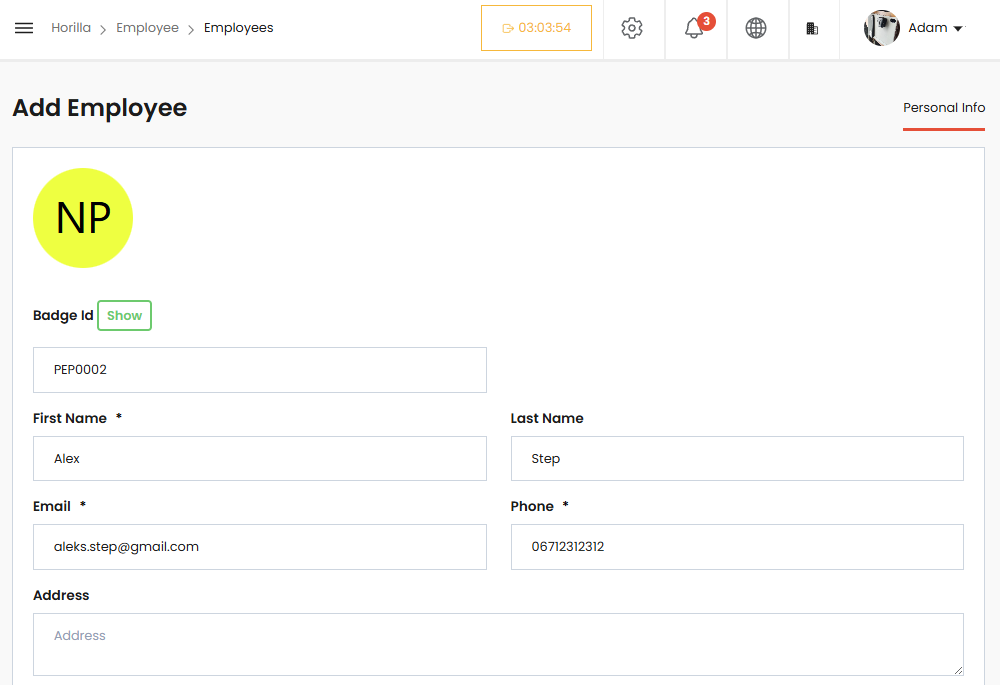 Horilla > Employee > Employees 03:03:54 3 Adam
Add Employee Personal Info
NP
Badge Id Show
PEP0002
First Name * Last Name
Alex Step
Email * Phone *
aleks.step@gmail.com 06712312312
Address
Address